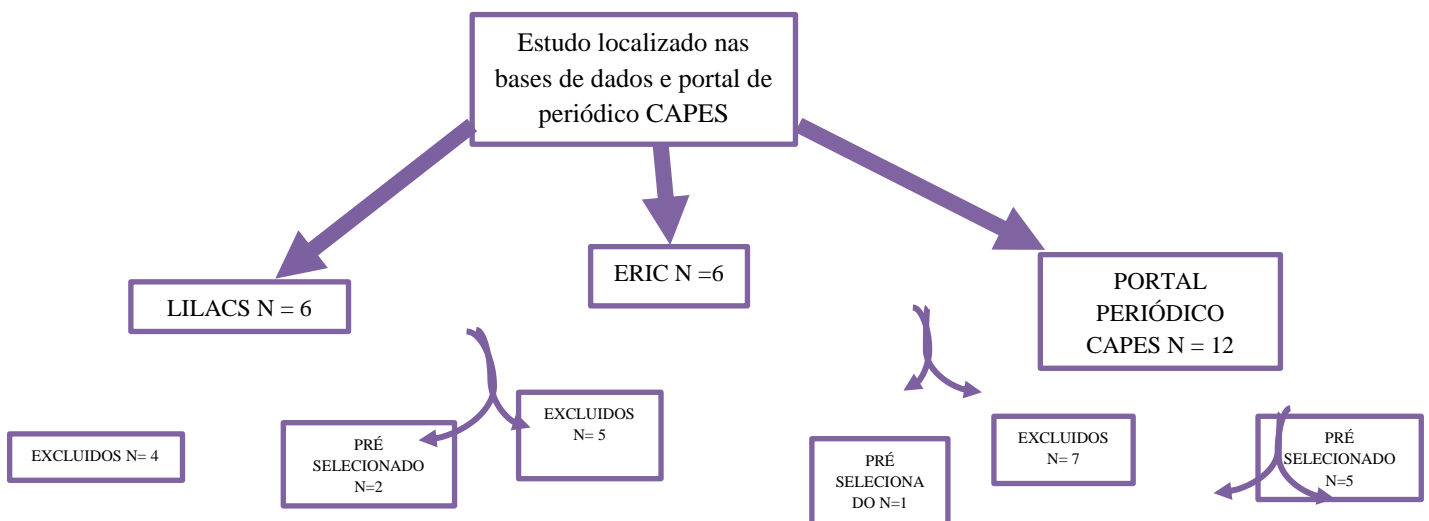 Estudo localizado nas
bases de dados e portal de
periódico CAPES
ERIC N =6
LILACS N = 6
PORTAL
PERIÓDICO
CAPES N = 12
EXCLUIDOS N= 4
PRÉ
SELECIONADO
N=2
EXCLUIDOS
N= 5
PRÉ
SELECIONA
DO N=1
EXCLUIDOS
N= 7
PRÉ
SELECIONADO
N=5